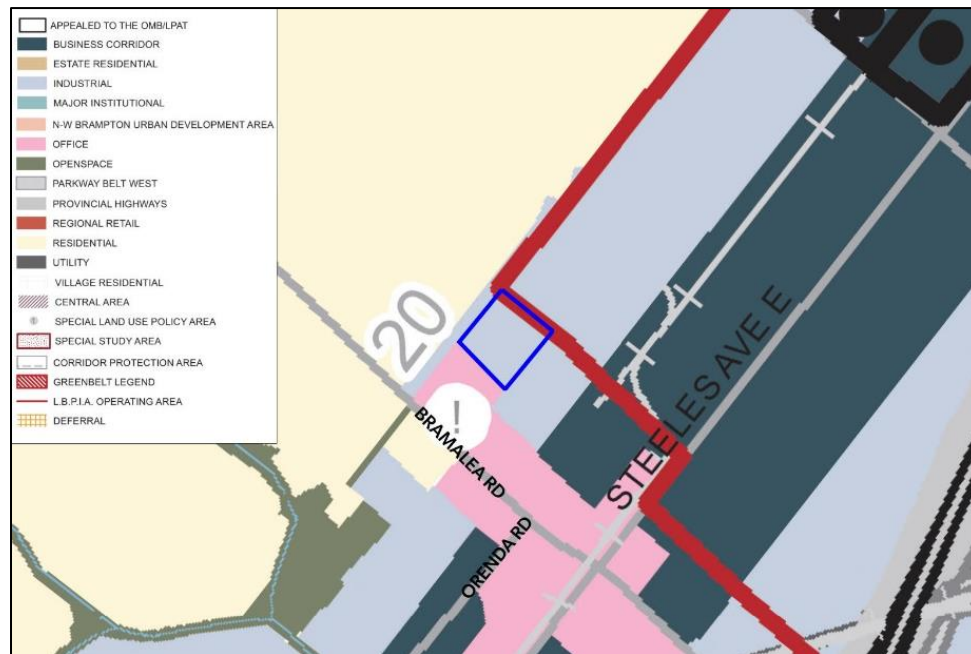 APPEALED TO THE OMB/LPAT
BUSINESS CORRIDOR
ESTATE RESIDENTIAL
INDUSTRIAL
MAJOR INSTITUTIONAL
N-W BRAMPTON URBAN DEVELOPMENT AREA
OFFICE
OPENSPACE
PARKWAY BELT WEST
PROVINCIAL HIGHWAYS
REGIONAL RETAIL
RESIDENTIAL
UTILITY
VILLAGE RESIDENTIAL
CENTRAL AREA
SPECIAL LAND USE POLICY AREA
SPECIAL STUDY AREA
CORRIDOR PROTECTION AREA
GREENBELT LEGEND
L.B.P.I.A. OPERATING AREA
DEFERRAL
20
!
BRAMALEA RD
ORENDA RD
STEELES AVE E